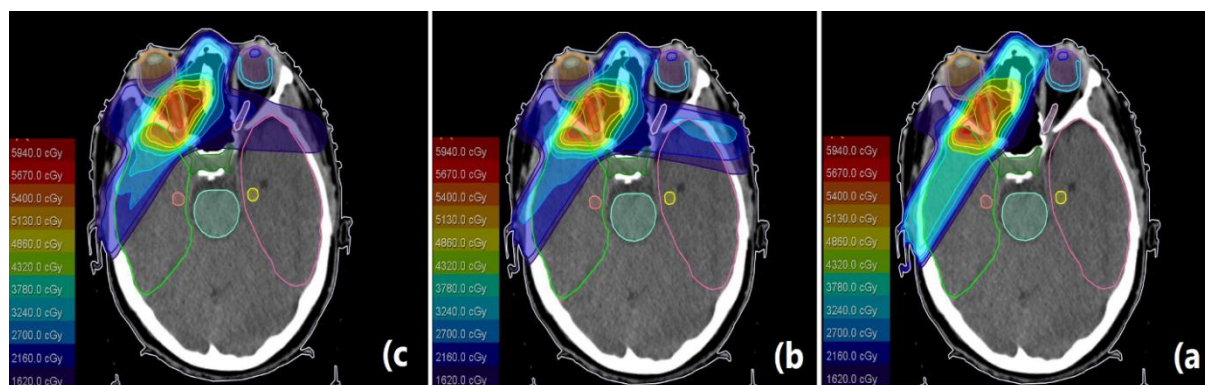 5940.0 cGy
5670.0 cGy
5400.0 cGy
5130.0 cGy
4860.0 cGy
4320.0 cGy
3780.0 cGy
3240.0 cGy
2700.0 cGy
2160.0 cGy
1620.0 cGy
(c
5940.0 cGy
5670.0 cGy
5400.0 cGy
5130.0 cGy
4860.0 cGy
4320.0 cGy
3780.0 cGy
3240.0 cGy
2700.0 cGy
2160.0 cGy
1620.0 cGy
(b
5940.0 cGy
5670.0 cGy
5400.0 cGy
5130.0 cGy
4860.0 cGy
4320.0 cGy
3780.0 cGy
3240.0 cGy
2700.0 cGy
2160.0 cGy
1620.0 cGy
(a